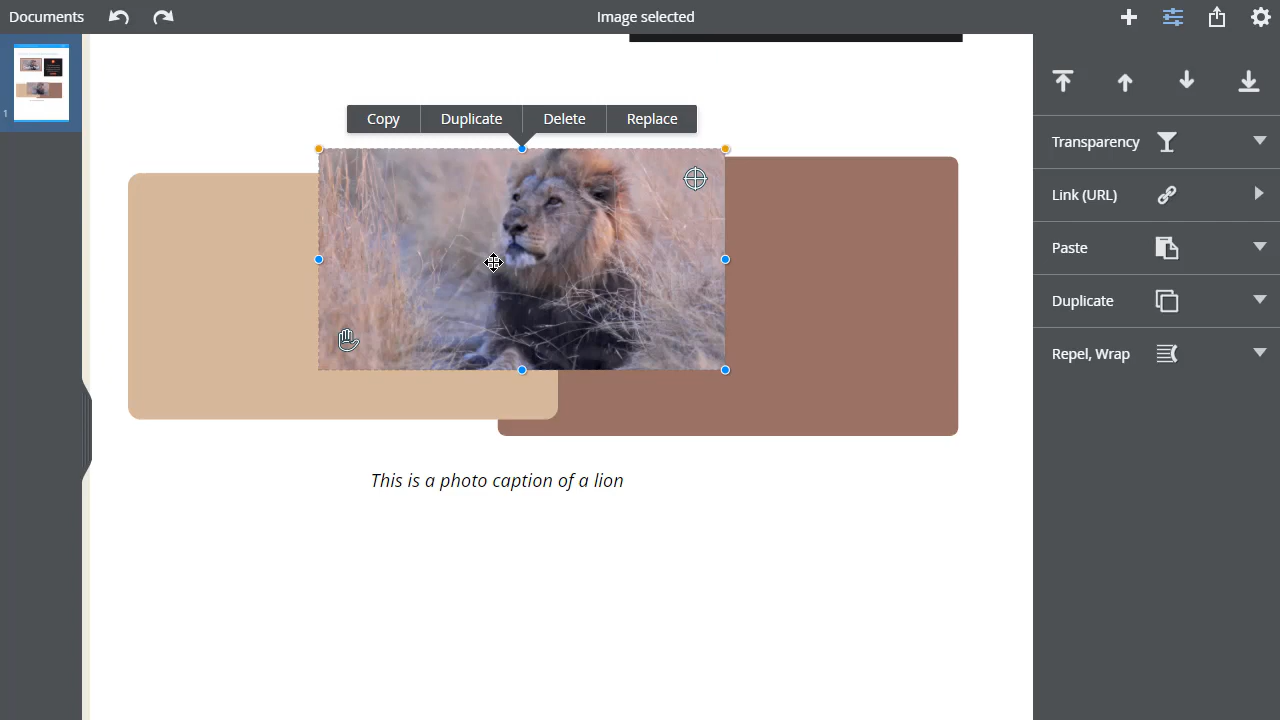 Documents
Image selected
1
Copy Duplicate Delete Replace
Transparency
Link (URL)
Paste
Duplicate
Repel, Wrap
This is a photo caption of a lion